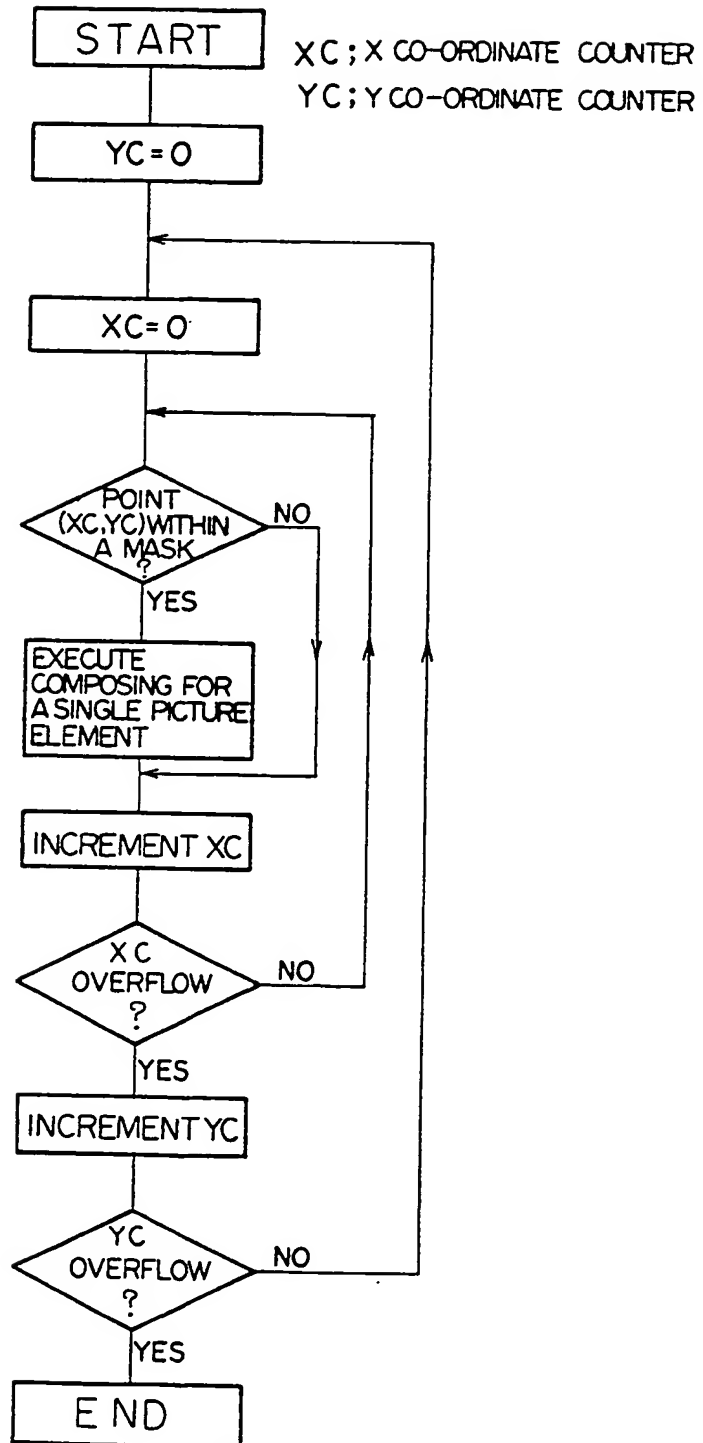 START
XC; X CO-ORDINATE COUNTER
YC; Y CO-ORDINATE COUNTER
YC=0
XC=0
POINT
(XC,YC) WITHIN
A MASK
?
NO
YES
EXECUTE
COMPOSING FOR
A SINGLE PICTURE
ELEMENT
INCREMENT XC
XC
OVERFLOW
?
NO
YES
INCREMENT YC
YC
OVERFLOW
?
NO
YES
END